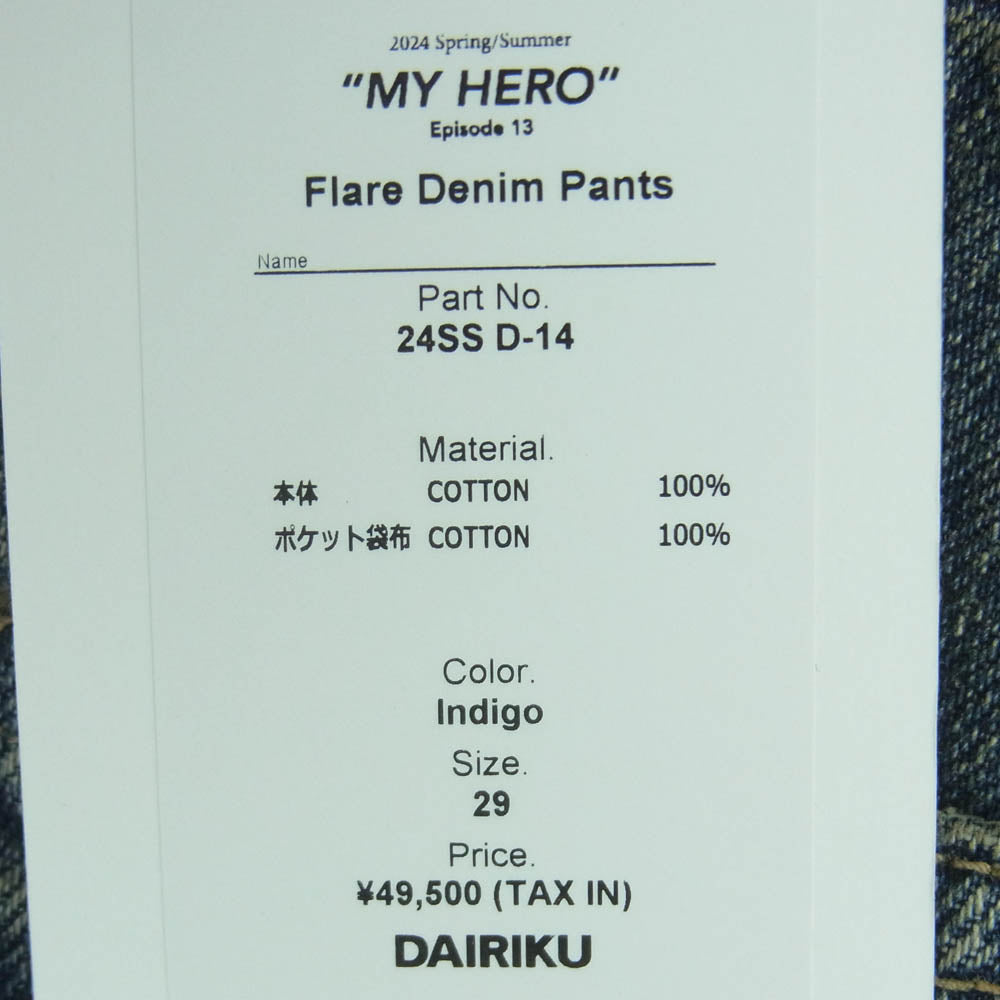 2024 Spring/Summer
“MY HERO”
Episode 13
Flare Denim Pants
Name
Part No.
24SS D-14
Material.
本体 COTTON 100%
ポケット袋布 COTTON 100%
Color.
Indigo
Size.
29
Price.
¥49,500 (TAX IN)
DAIRIKU